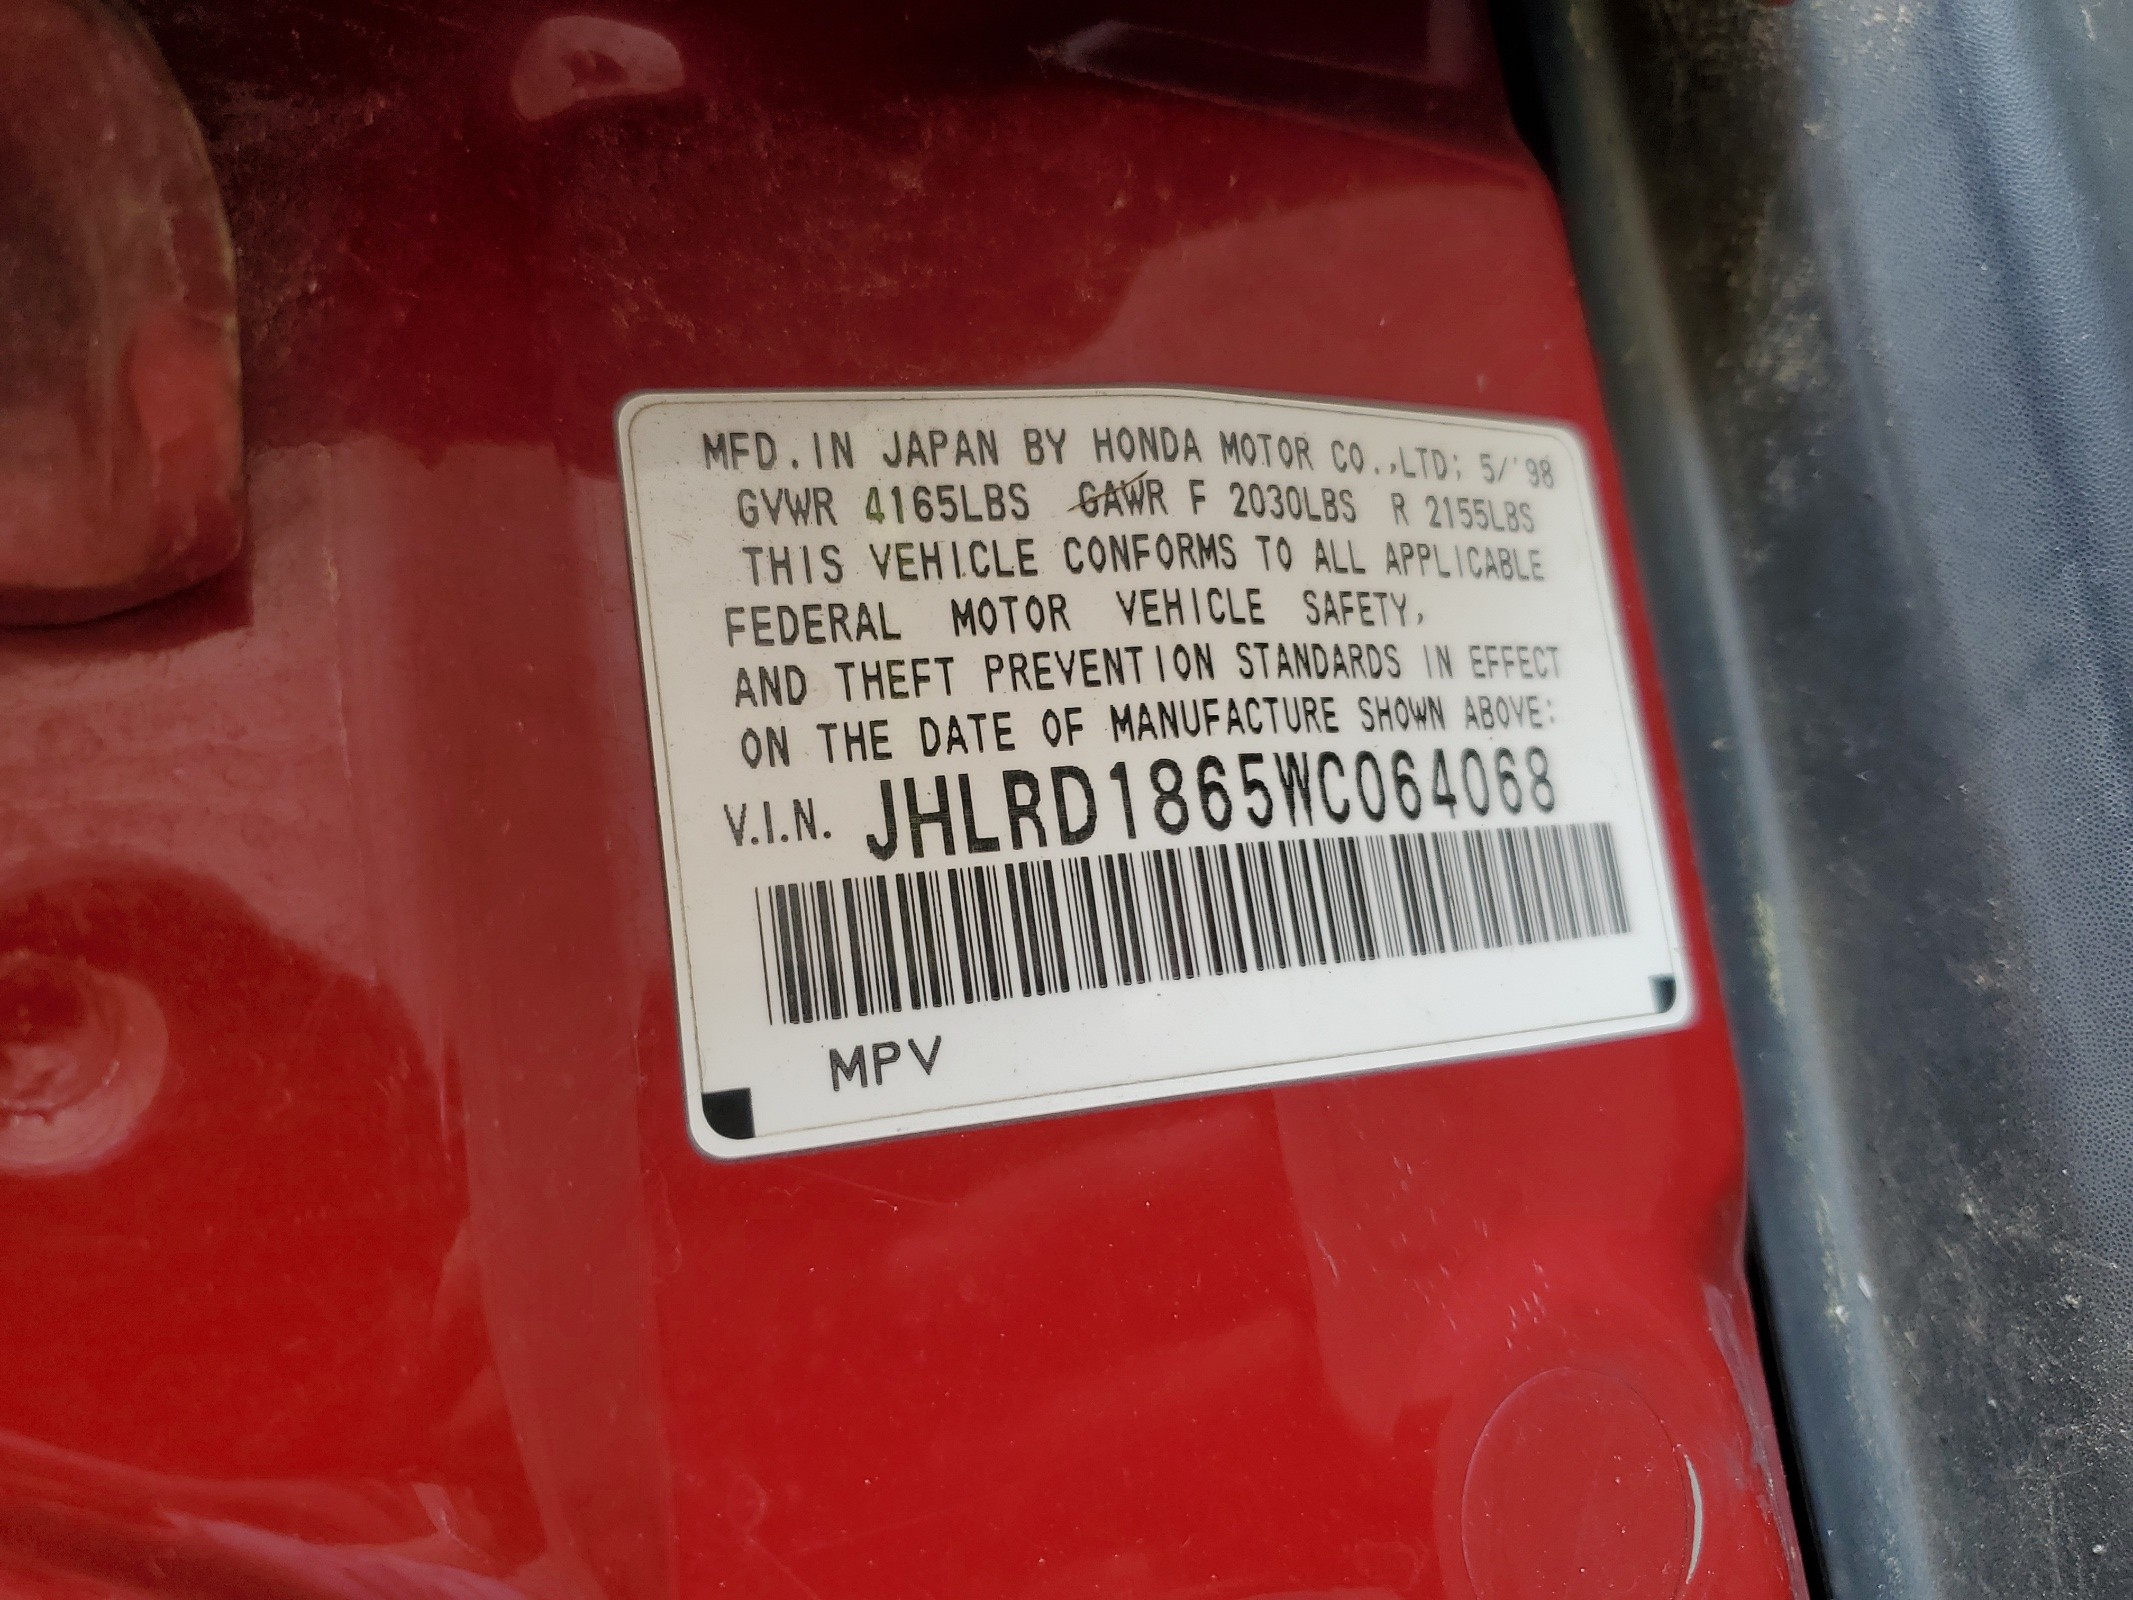 MFD. IN JAPAN BY HONDA MOTOR CO.,LTD; 5/'98
GVWR 4165LBS GAWR F 2030LBS R 2155LBS
THIS VEHICLE CONFORMS TO ALL APPLICABLE
FEDERAL MOTOR VEHICLE SAFETY,
AND THEFT PREVENTION STANDARDS IN EFFECT
ON THE DATE OF MANUFACTURE SHOWN ABOVE:
V.I.N. JHLRD1865WC064068
MPV